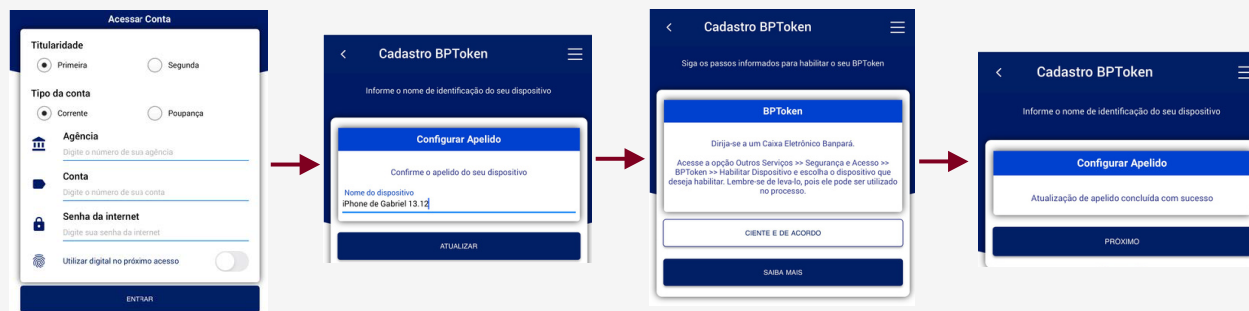 Acessar Conta
Titularidade
Primeira
Segunda
Tipo da conta
Corrente
Poupança
Agência
Digite o número de sua agência
Conta
Digite o número de sua conta
Senha da internet
Digite sua senha da internet
Utilizar digital no próximo acesso
ENTRAR
Cadastro BPToken
Informe o nome de identificação do seu dispositivo
Configurar Apelido
Confirme o apelido do seu dispositivo
Nome do dispositivo
iPhone de Gabriel 13.12
ATUALIZAR
Cadastro BPToken
Siga os passos informados para habilitar o seu BPToken
BPToken
Dirija-se a um Caixa Eletrônico Banpará.
Acesse a opção Outros Serviços >> Segurança e Acesso >>
BPToken >> Habilitar Dispositivo e escolha o dispositivo que
deseja habilitar. Lembre-se de leva-lo, pois ele pode ser utilizado
no processo.
CIENTE E DE ACORDO
SAIBA MAIS
Cadastro BPToken
Informe o nome de identificação do seu dispositivo
Configurar Apelido
Atualização de apelido concluída com sucesso
PRÓXIMO